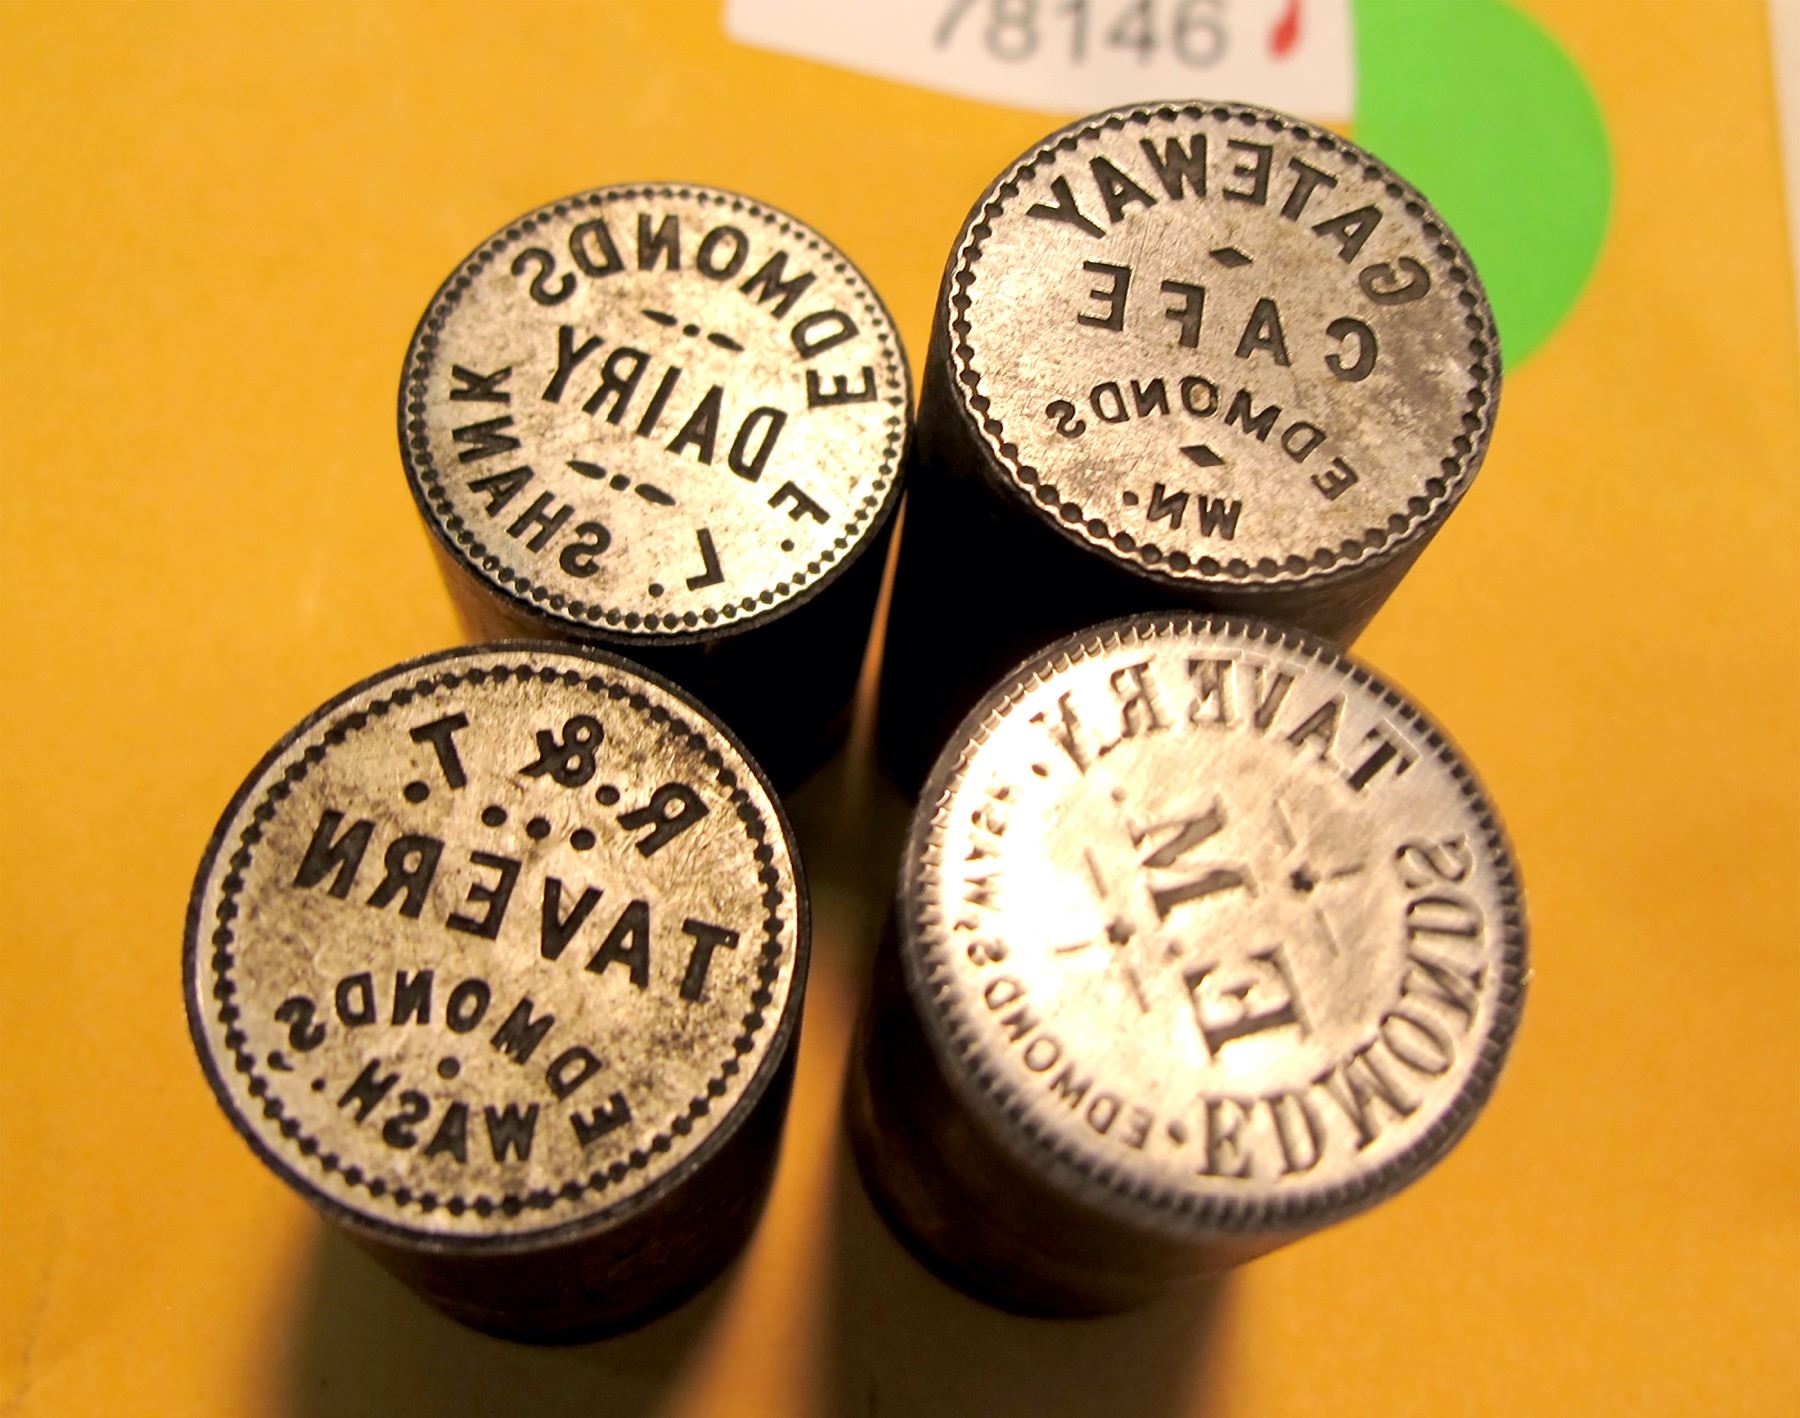 78146
EDMONDS
DAIRY
F. L. SHANK
GATEWAY
CAFE
EDMONDS
WN.
R. & T.
TAVERN
EDMONDS,
WASH.
EDMONDS TAVERN.
E. M.
EDMONDS, WASH.